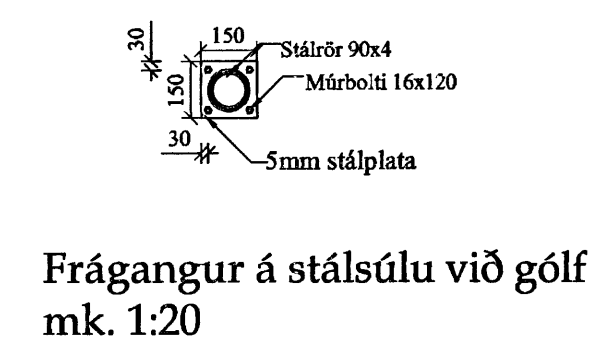 30
150
Stálrör 90x4
150
Múrbolti 16x120
30
5mm stálplata
Frágangur á stálsúlu við gólf
mk. 1:20